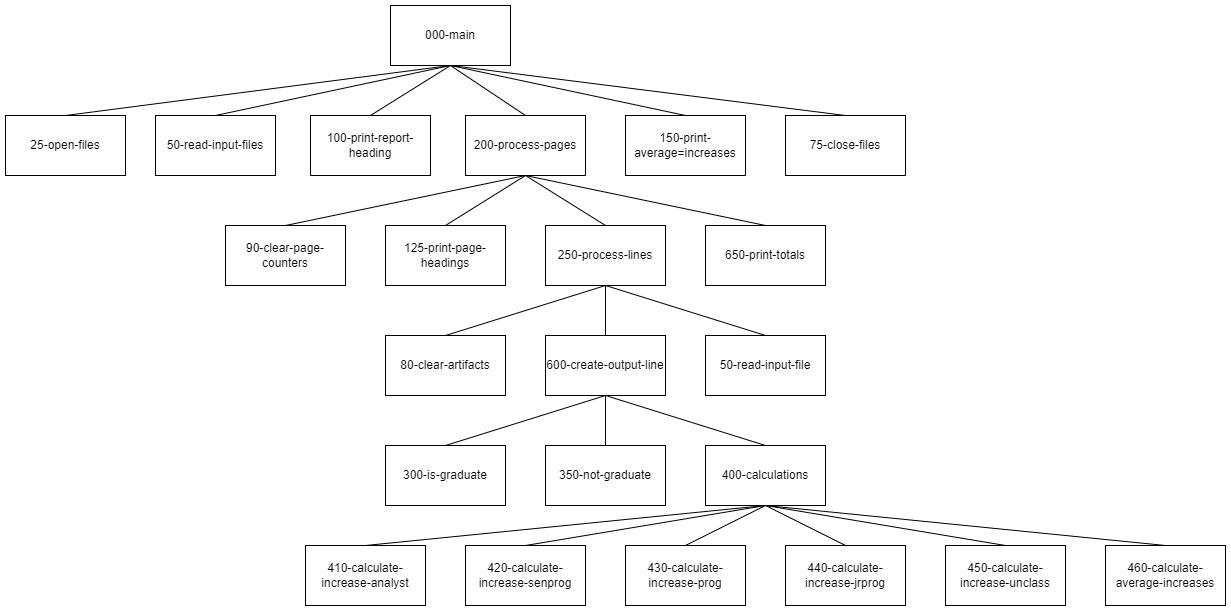 000-main
25-open-files
50-read-input-files
100-print-report-
heading
200-process-pages
150-print-
average=increases
75-close-files
90-clear-page-
counters
125-print-page-
headings
250-process-lines
650-print-totals
80-clear-artifacts
600-create-output-line
50-read-input-file
300-is-graduate
350-not-graduate
400-calculations
410-calculate-
increase-analyst
420-calculate-
increase-senprog
430-calculate-
increase-prog
440-calculate-
increase-jrprog
450-calculate-
increase-unclass
460-calculate-
average-increases